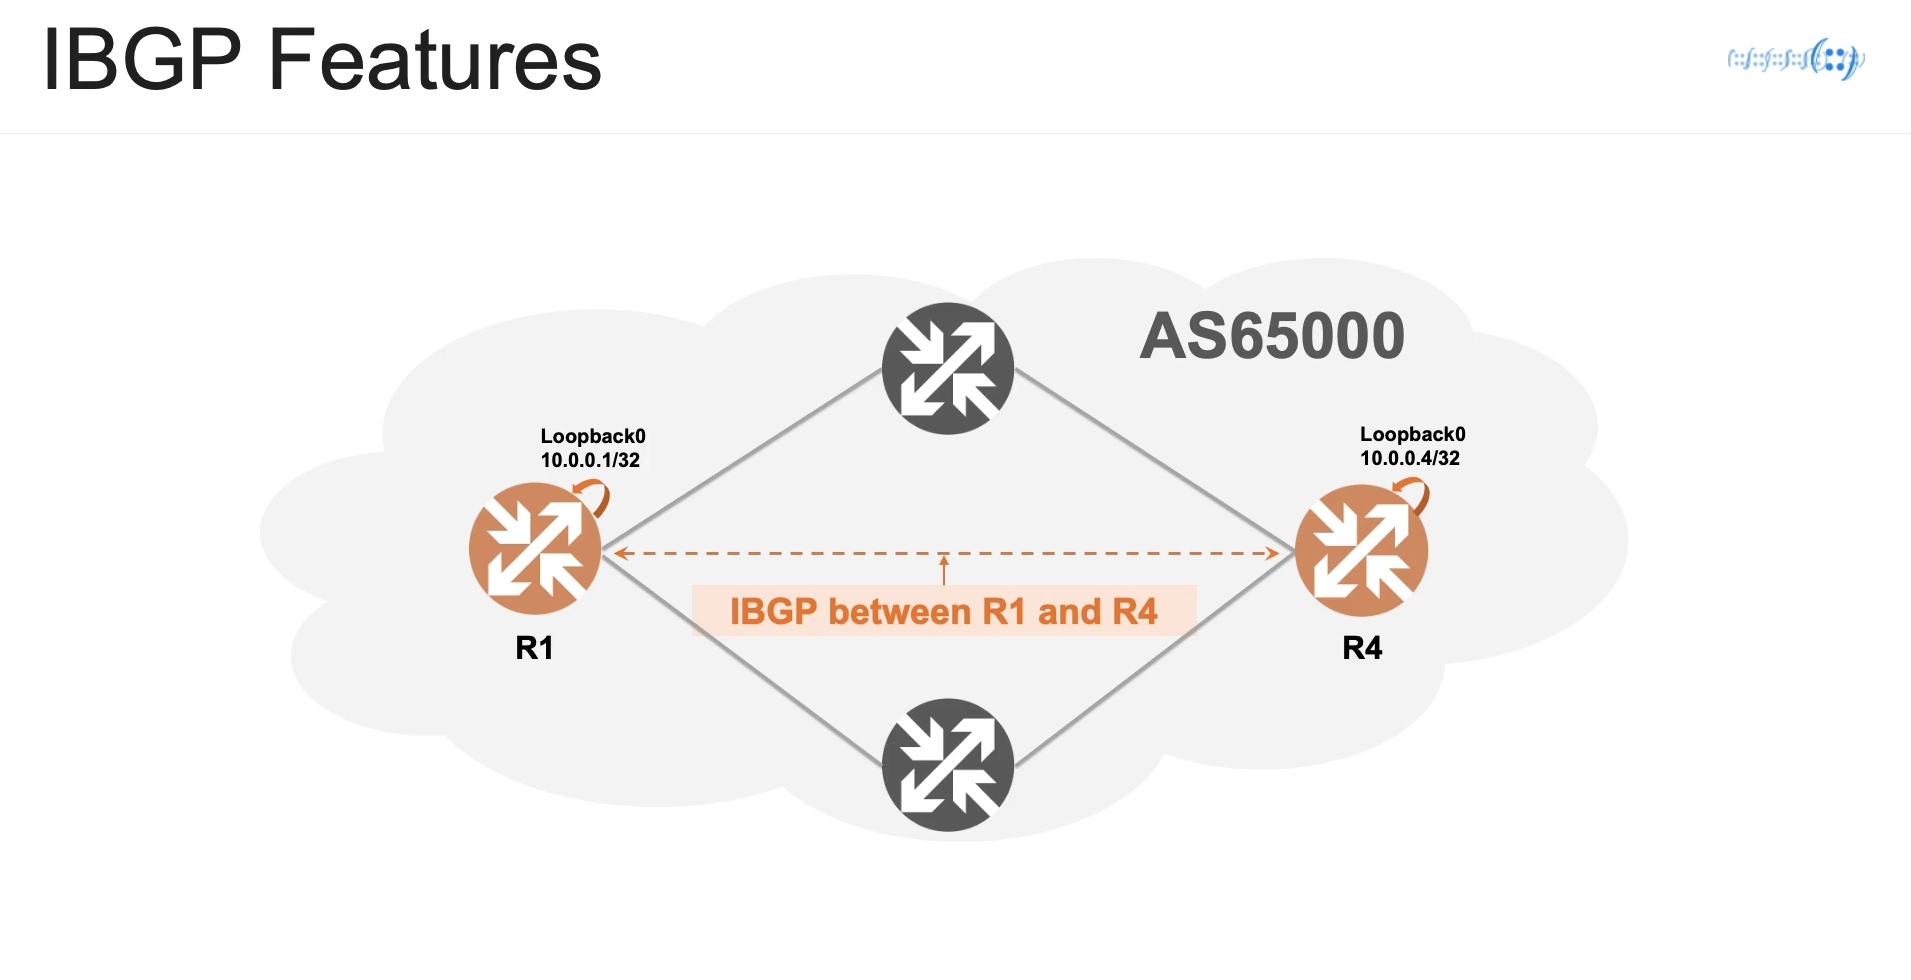 IBGP Features
AS65000
Loopback0
10.0.0.1/32
Loopback0
10.0.0.4/32
IBGP between R1 and R4
R1
R4